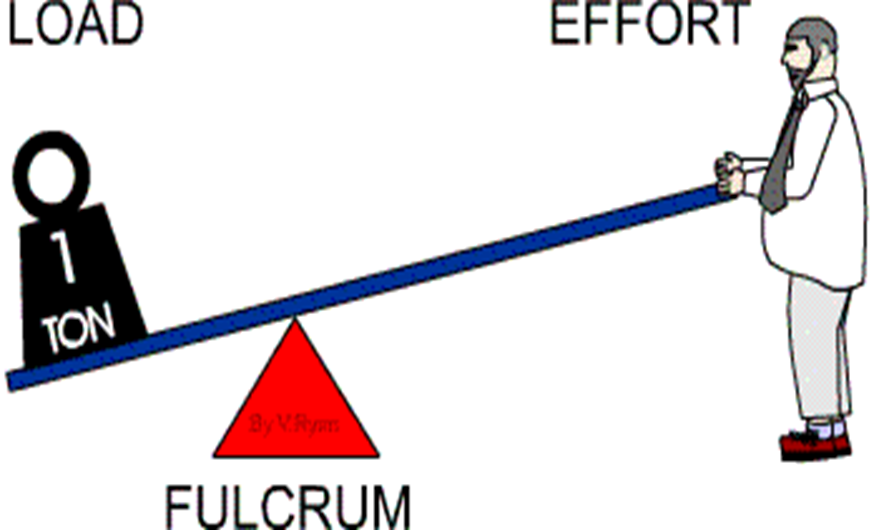 LOAD
EFFORT
1
TON
By V.Ryan
FULCRUM